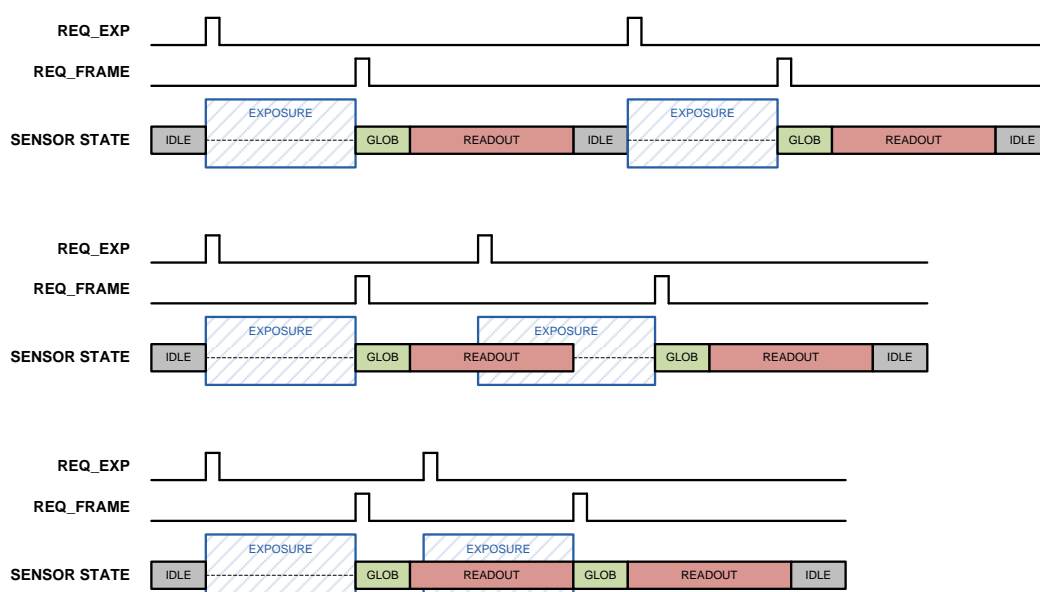 REQ_EXP
REQ_FRAME
EXPOSURE EXPOSURE
SENSOR STATE IDLE GLOB READOUT IDLE GLOB READOUT IDLE
REQ_EXP
REQ_FRAME
EXPOSURE EXPOSURE
SENSOR STATE IDLE GLOB READOUT GLOB READOUT IDLE
REQ_EXP
REQ_FRAME
EXPOSURE EXPOSURE
SENSOR STATE IDLE GLOB READOUT GLOB READOUT IDLE